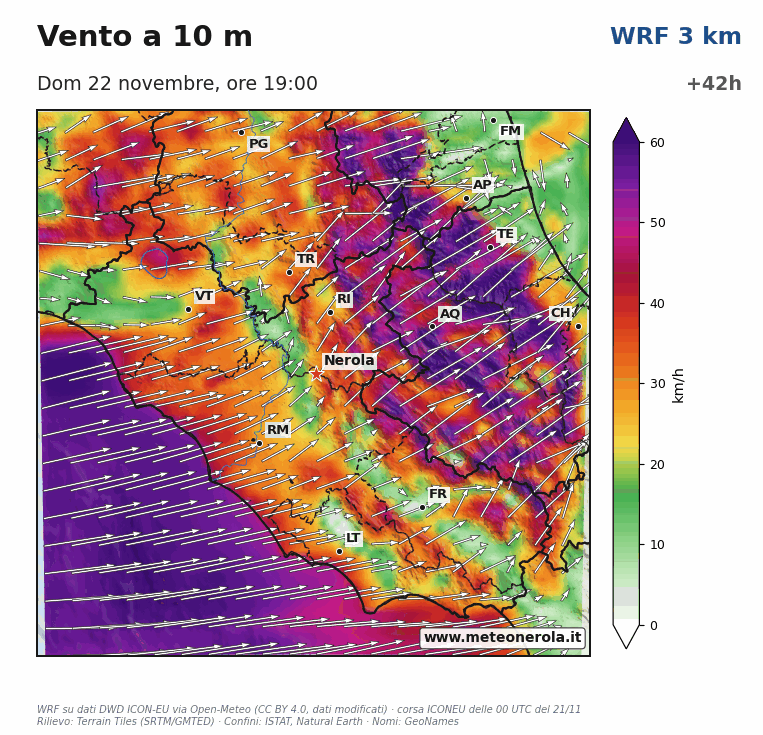 Vento a 10 m
WRF 3 km
Dom 22 novembre, ore 19:00
+42h
FM
PG
AP
TE
TR
RI
VT
AQ
CH
Nerola
RM
FR
LT
www.meteonerola.it
60
50
40
30
20
10
0
km/h
WRF su dati DWD ICON-EU via Open-Meteo (CC BY 4.0, dati modificati) · corsa ICONEU delle 00 UTC del 21/11
Rilievo: Terrain Tiles (SRTM/GMTED) · Confini: ISTAT, Natural Earth · Nomi: GeoNames